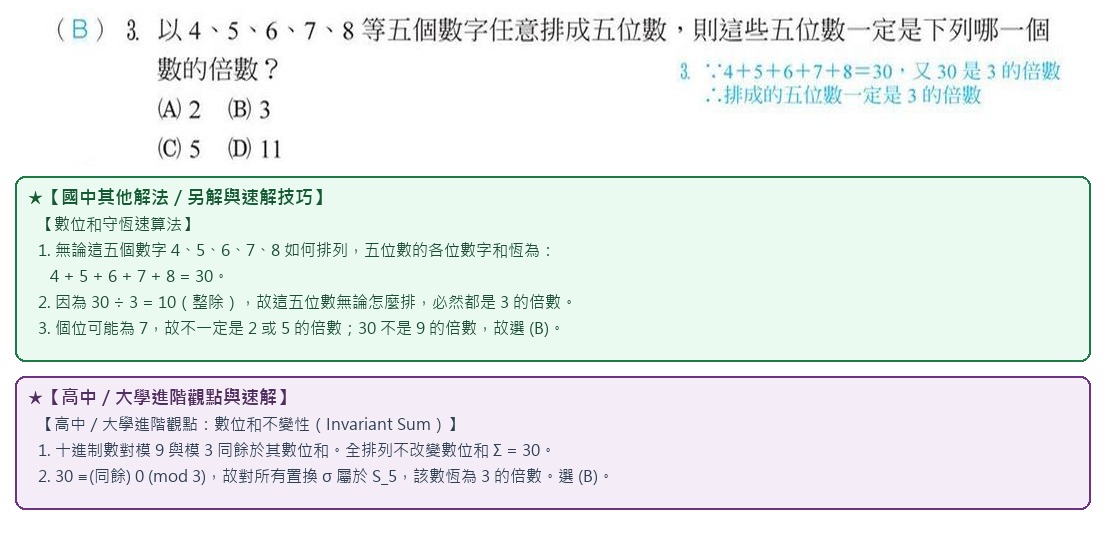 （B）3. 以 4、5、6、7、8 等五個數字任意排成五位數，則這些五位數一定是下列哪一個
數的倍數？
3. ∵4＋5＋6＋7＋8＝30，又 30 是 3 的倍數
∴排成的五位數一定是 3 的倍數
(A) 2 (B) 3
(C) 5 (D) 11
★【國中其他解法 / 另解與速解技巧】
【數位和守恆速算法】
1. 無論這五個數字 4、5、6、7、8 如何排列，五位數的各位數字和恆為：
4 + 5 + 6 + 7 + 8 = 30。
2. 因為 30 ÷ 3 = 10（整除），故這五位數無論怎麼排，必然都是 3 的倍數。
3. 個位可能為 7，故不一定是 2 或 5 的倍數；30 不是 9 的倍數，故選 (B)。
★【高中 / 大學進階觀點與速解】
【高中 / 大學進階觀點：數位和不變性（Invariant Sum）】
1. 十進制數對模 9 與模 3 同餘於其數位和。全排列不改變數位和 Σ = 30。
2. 30 ≡(同餘) 0 (mod 3)，故對所有置換 σ 屬於 S_5，該數恆為 3 的倍數。選 (B)。